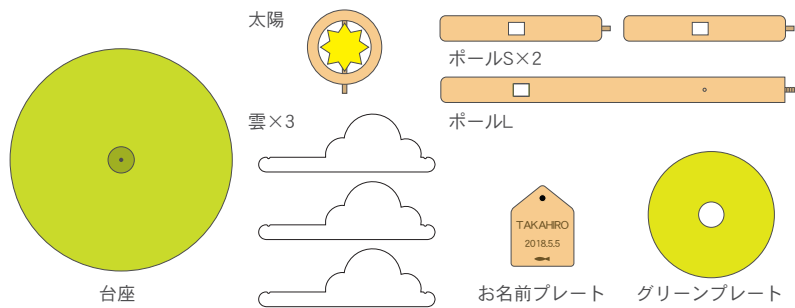 太陽
ポールS×2
雲×3
ポールL
TAKAHIRO
2018.5.5
台座
お名前プレート
グリーンプレート